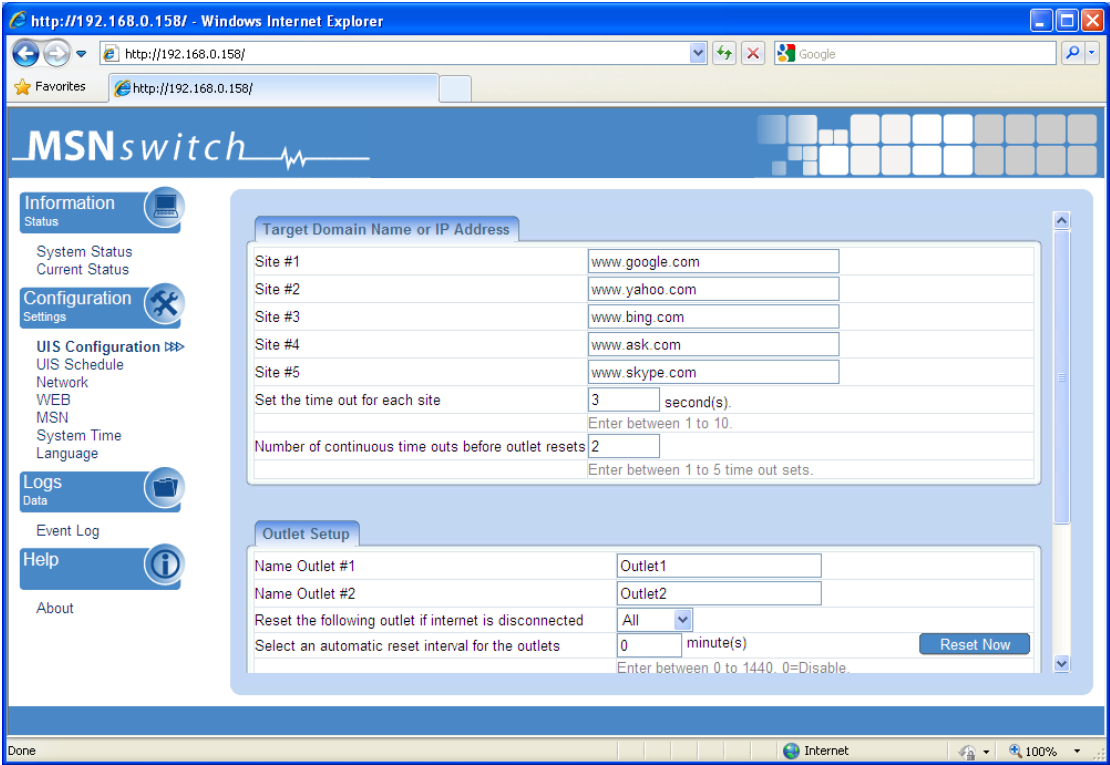 http://192.168.0.158/ - Windows Internet Explorer
http://192.168.0.158/
Google
Favorites
http://192.168.0.158/
MSNswitch
Information
Status
System Status
Current Status
Configuration
Settings
UIS Configuration
UIS Schedule
Network
WEB
MSN
System Time
Language
Logs
Data
Event Log
Help
About
Target Domain Name or IP Address
Site #1 www.google.com
Site #2 www.yahoo.com
Site #3 www.bing.com
Site #4 www.ask.com
Site #5 www.skype.com
Set the time out for each site 3 second(s).
Enter between 1 to 10.
Number of continuous time outs before outlet resets 2
Enter between 1 to 5 time out sets.
Outlet Setup
Name Outlet #1 Outlet1
Name Outlet #2 Outlet2
Reset the following outlet if internet is disconnected All
Select an automatic reset interval for the outlets 0 minute(s) Reset Now
Enter between 0 to 1440. 0=Disable.
Done Internet 100%